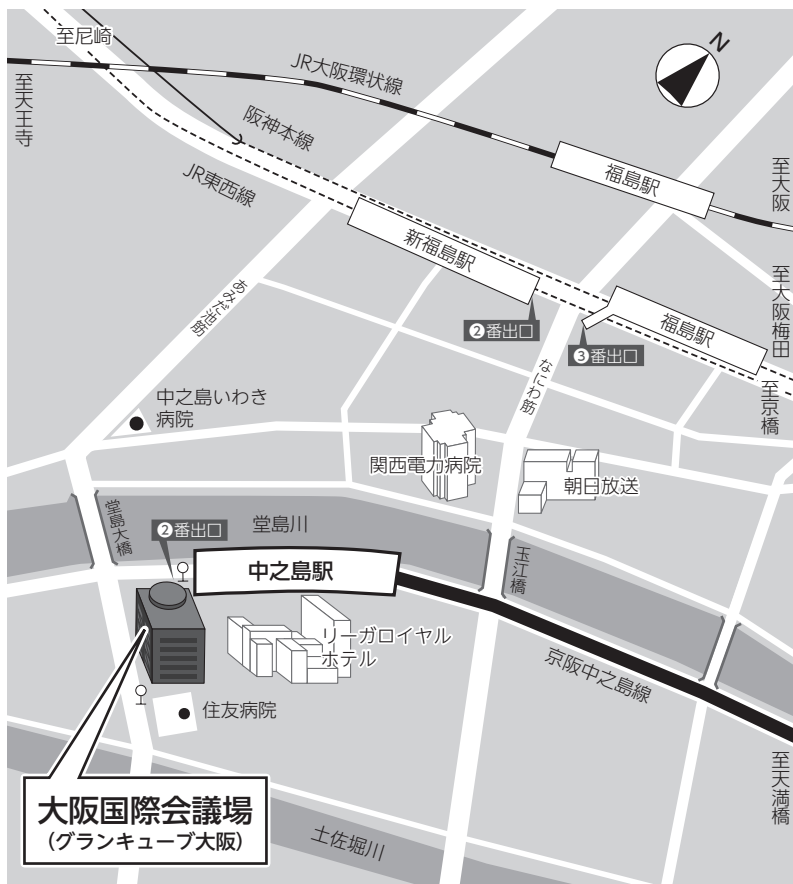 至尼崎
JR大阪環状線
N
至天王寺
阪神本線
JR東西線
福島駅
至大阪
新福島駅
至大阪梅田
あみだ池筋
❷番出口
福島駅
❸番出口
なにわ筋
至京橋
中之島いわき
病院
関西電力病院
朝日放送
堂島大橋
❷番出口
堂島川
中之島駅
玉江橋
リーガロイヤル
ホテル
京阪中之島線
住友病院
至天満橋
大阪国際会議場
(グランキューブ大阪)
土佐堀川